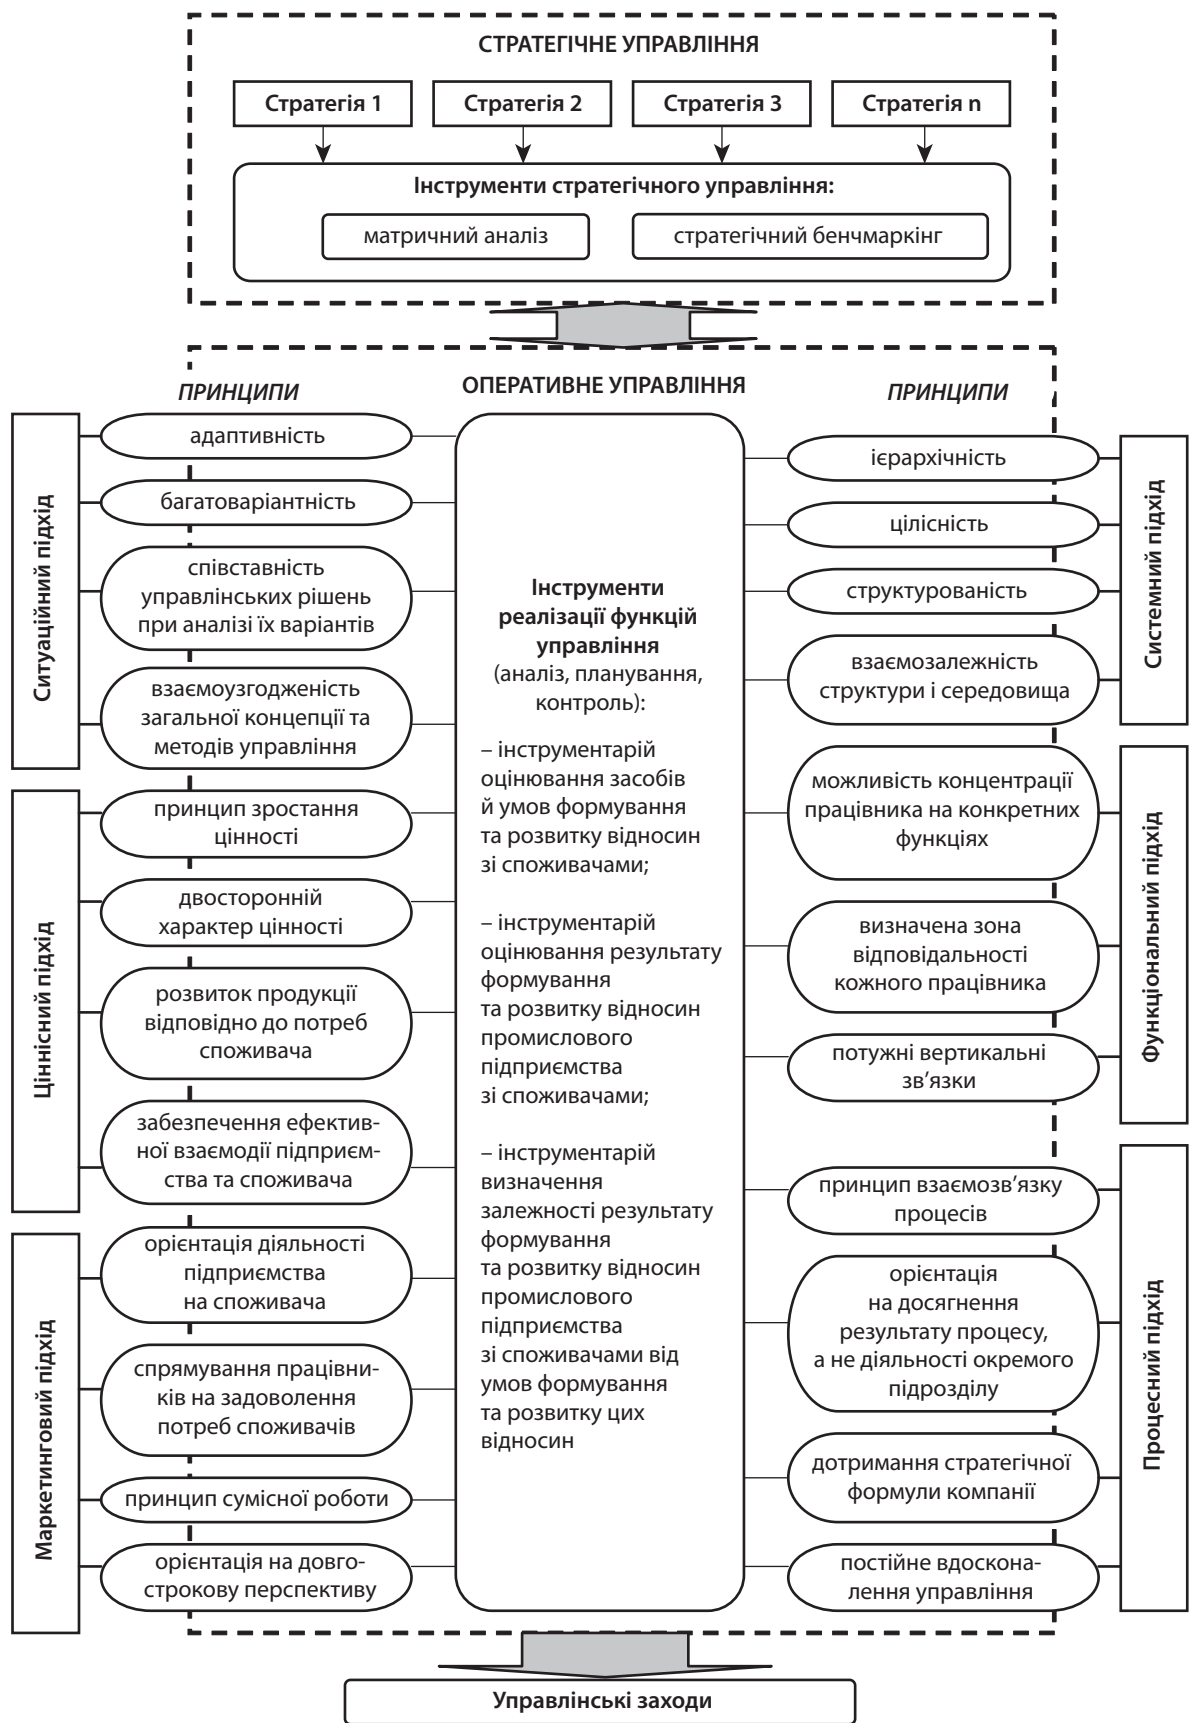 СТРАТЕГІЧНЕ УПРАВЛІННЯ
Стратегія 1
Стратегія 2
Стратегія 3
Стратегія n
Інструменти стратегічного управління:
матричний аналіз
стратегічний бенчмаркінг
ОПЕРАТИВНЕ УПРАВЛІННЯ
ПРИНЦИПИ
Ситуаційний підхід
адаптивність
багатоваріантність
співставність
управлінських рішень
при аналізі їх варіантів
взаємоузгодженість
загальної концепції та
методів управління
Ціннісний підхід
принцип зростання
цінності
двосторонній
характер цінності
розвиток продукції
відповідно до потреб
споживача
забезпечення ефектив-
ної взаємодії підприєм-
ства та споживача
Маркетинговий підхід
орієнтація діяльності
підприємства
на споживача
спрямування працівни-
ків на задоволення
потреб споживачів
принцип сумісної роботи
орієнтація на довго-
строкову перспективу
Інструменти
реалізації функцій
управління
(аналіз, планування,
контроль):
– інструментарій
оцінювання засобів
й умов формування
та розвитку відносин
зі споживачами;
– інструментарій
оцінювання результату
формування
та розвитку відносин
промислового
підприємства
зі споживачами;
– інструментарій
визначення
залежності результату
формування
та розвитку відносин
промислового
підприємства
зі споживачами від
умов формування
та розвитку цих
відносин
ПРИНЦИПИ
ієрархічність
цілісність
структурованість
взаємозалежність
структури і середовища
Системний підхід
можливість концентрації
працівника на конкретних
функціях
визначена зона
відповідальності
кожного працівника
потужні вертикальні
зв'язки
Функціональний підхід
принцип взаємозв'язку
процесів
орієнтація
на досягнення
результату процесу,
а не діяльності окремого
підрозділу
дотримання стратегічної
формули компанії
постійне вдоскона-
лення управління
Процесний підхід
Управлінські заходи